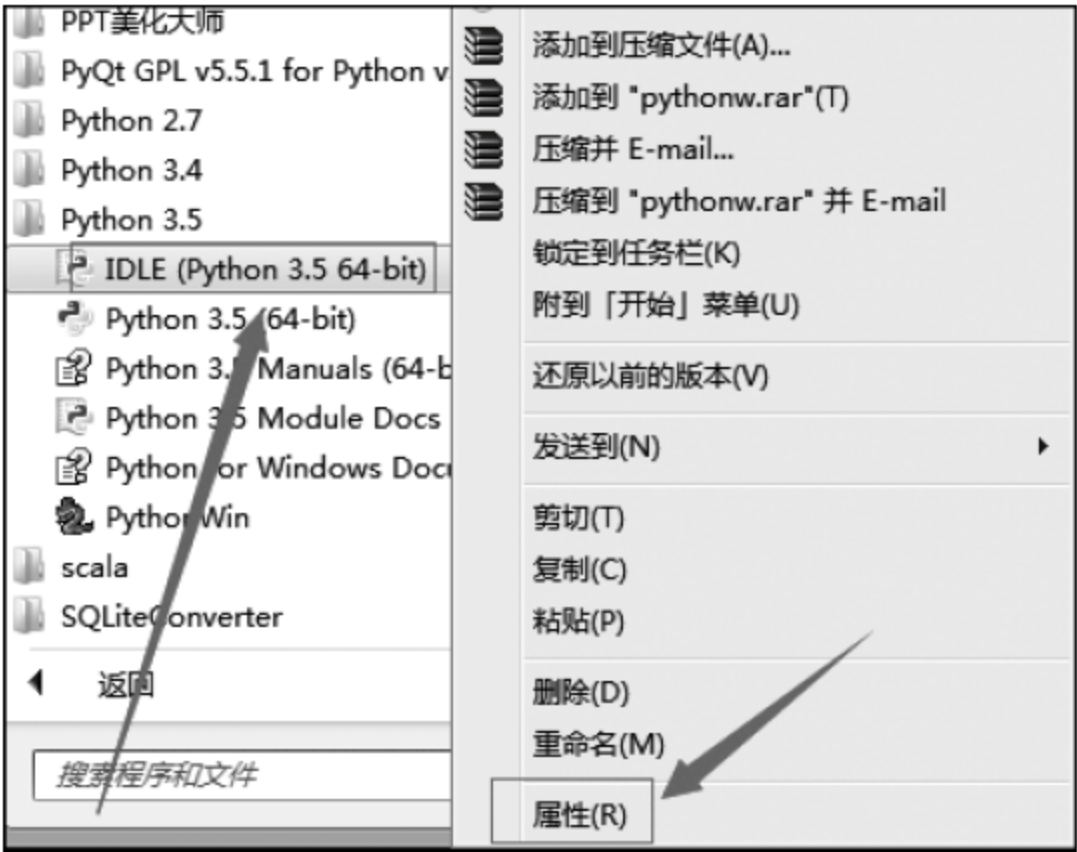 PPT美化大师
PyQt GPL v5.5.1 for Python v
Python 2.7
Python 3.4
Python 3.5
IDLE (Python 3.5 64-bit)
Python 3.5 (64-bit)
Python 3. Manuals (64-b
Python 3.5 Module Docs
Python or Windows Docu
Python Win
scala
SQLiteConverter
返回
搜索程序和文件
添加到压缩文件(A)...
添加到 "pythonw.rar"(T)
压缩并 E-mail...
压缩到 "pythonw.rar" 并 E-mail
锁定到任务栏(K)
附到「开始」菜单(U)
还原以前的版本(V)
发送到(N)
剪切(T)
复制(C)
粘贴(P)
删除(D)
重命名(M)
属性(R)